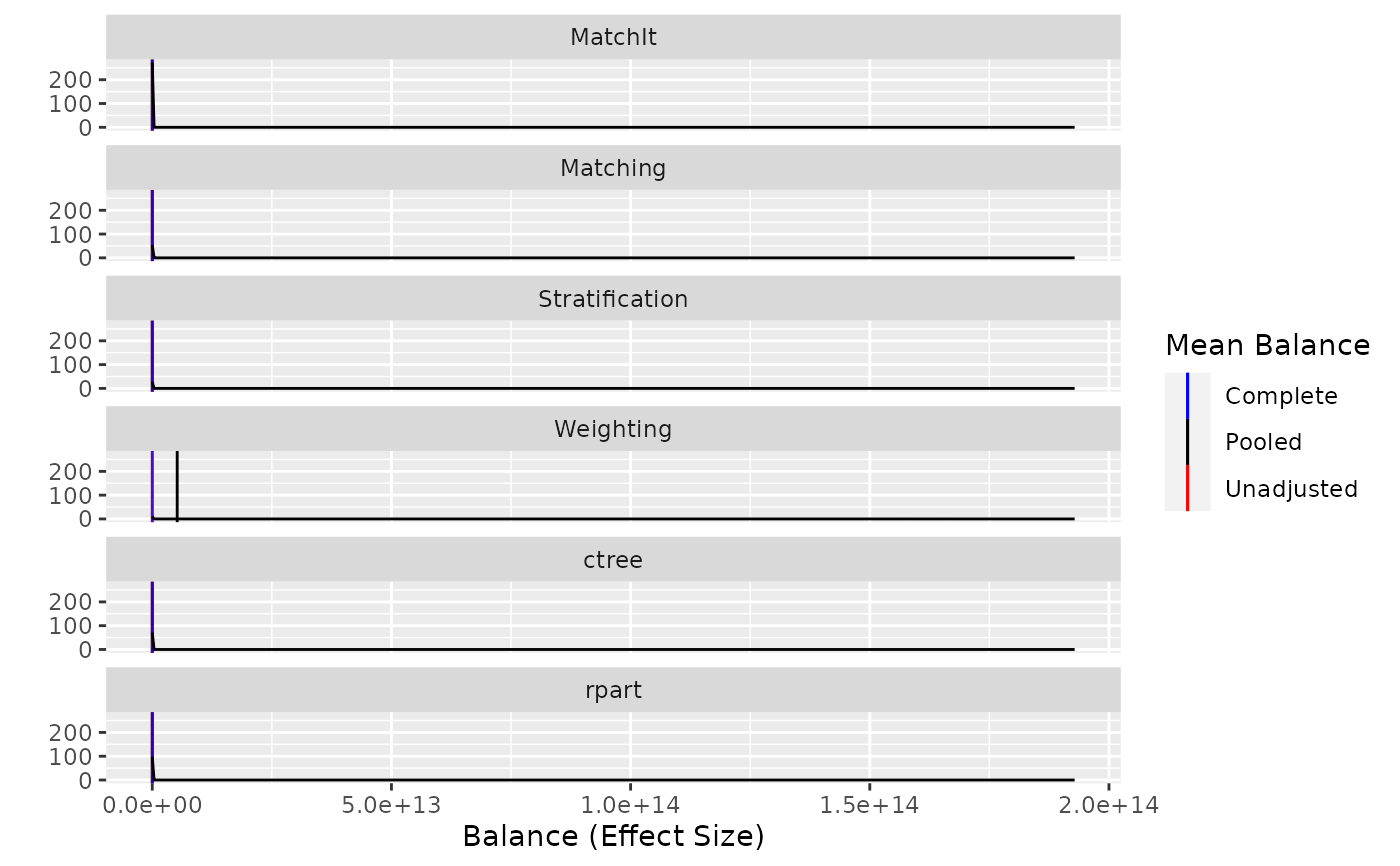 MatchIt
200
100
0
Matching
200
100
0
Stratification
200
100
0
Weighting
200
100
0
ctree
200
100
0
rpart
200
100
0
0.0e+00 5.0e+13 1.0e+14 1.5e+14 2.0e+14
Balance (Effect Size)
Mean Balance
Complete
Pooled
Unadjusted